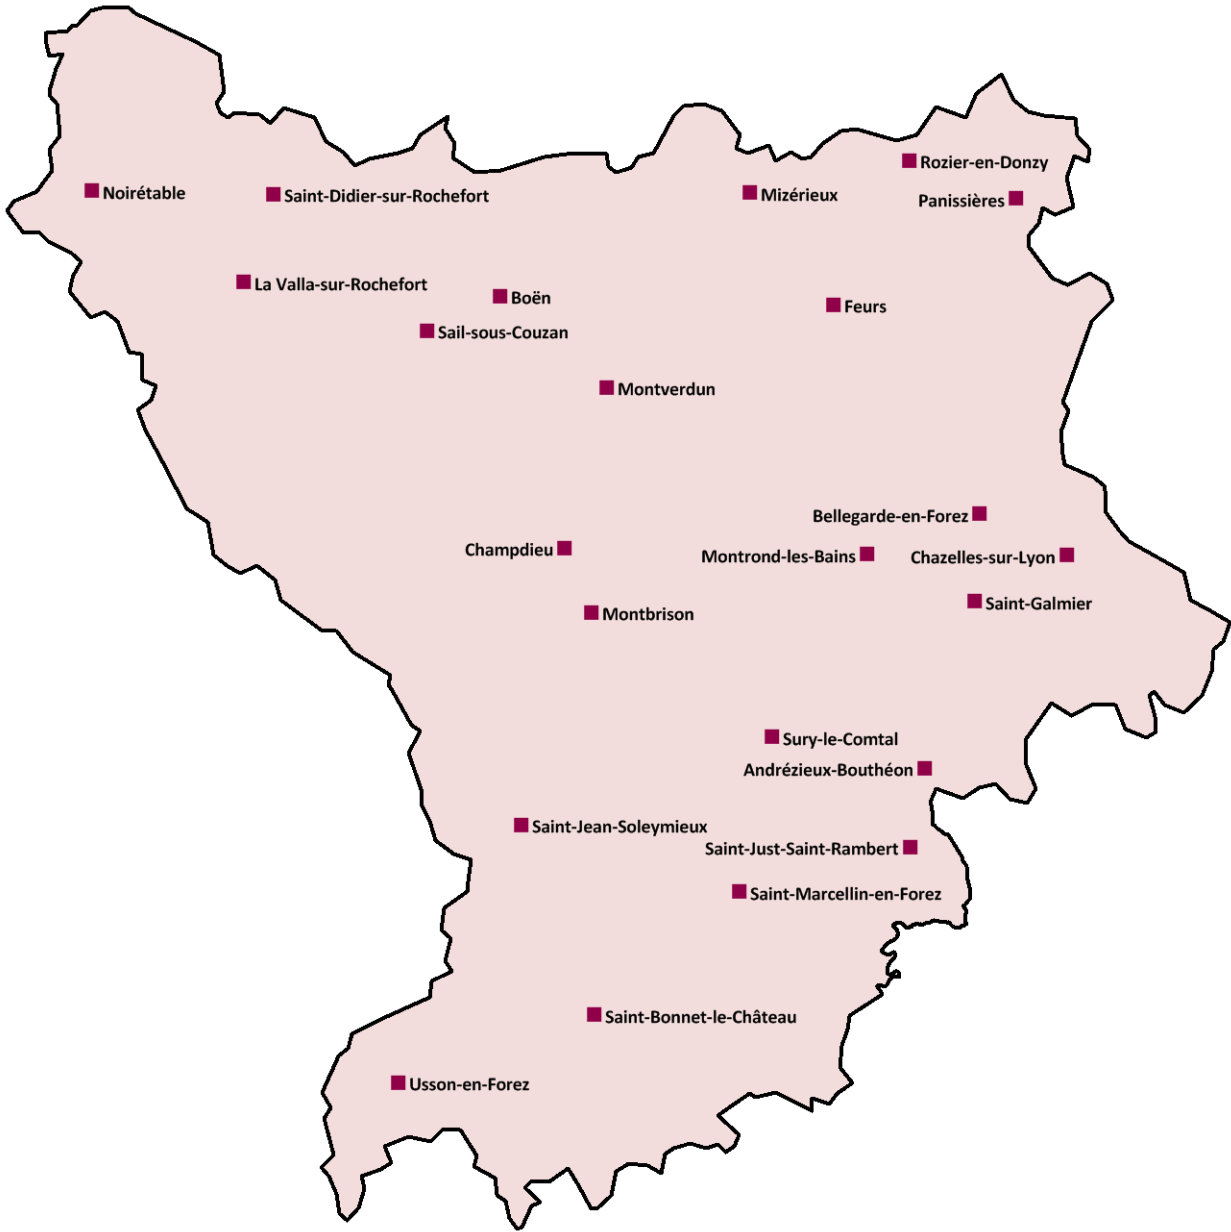 Rozier-en-Donzy
Noirétable
Saint-Didier-sur-Rochefort
Mizérieux
Panissières
La Valla-sur-Rochefort
Boën
Feurs
Sail-sous-Couzan
Montverdun
Bellegarde-en-Forez
Champdieu
Montrond-les-Bains
Chazelles-sur-Lyon
Saint-Galmier
Montbrison
Sury-le-Comtal
Andrézieux-Bouthéon
Saint-Jean-Soleymieux
Saint-Just-Saint-Rambert
Saint-Marcellin-en-Forez
Saint-Bonnet-le-Château
Usson-en-Forez